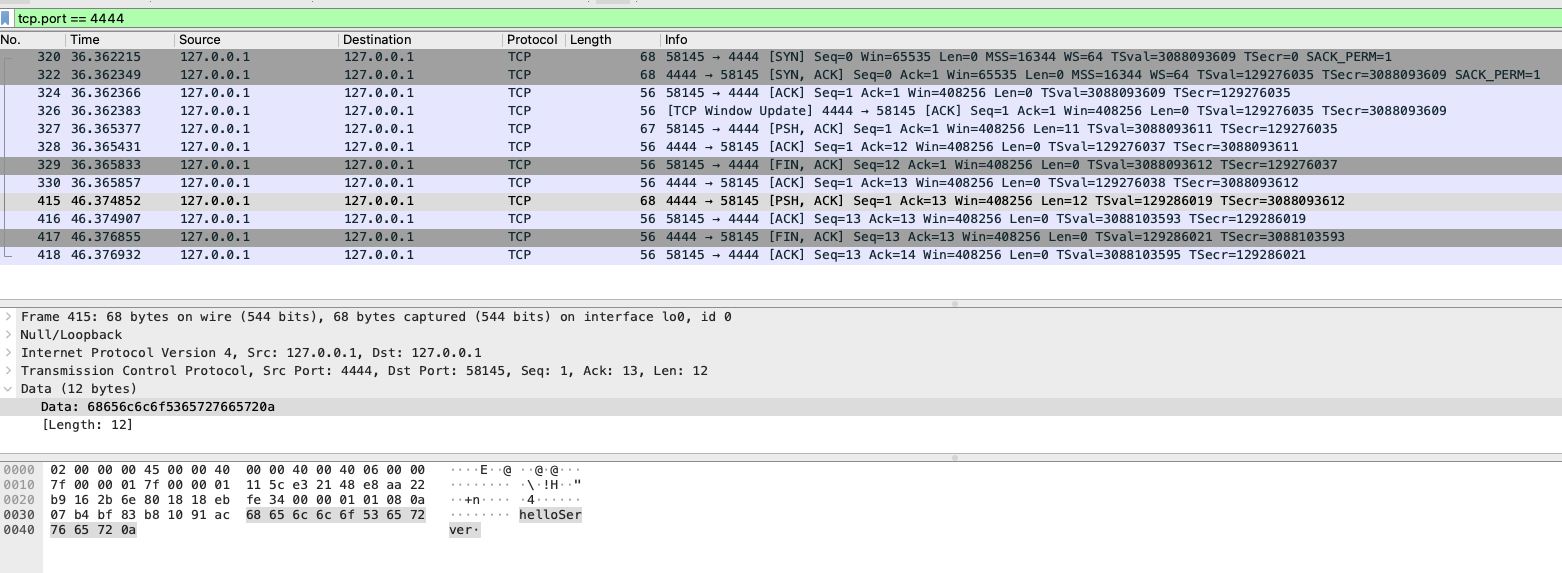 tcp.port == 4444
No. Time Source Destination Protocol Length Info
320 36.362215 127.0.0.1 127.0.0.1 TCP 68 58145 → 4444 [SYN] Seq=0 Win=65535 Len=0 MSS=16344 WS=64 TSval=3088093609 TSecr=0 SACK_PERM=1
322 36.362349 127.0.0.1 127.0.0.1 TCP 68 4444 → 58145 [SYN, ACK] Seq=0 Ack=1 Win=65535 Len=0 MSS=16344 WS=64 TSval=129276035 TSecr=3088093609 SACK_PERM=1
324 36.362366 127.0.0.1 127.0.0.1 TCP 56 58145 → 4444 [ACK] Seq=1 Ack=1 Win=408256 Len=0 TSval=3088093609 TSecr=129276035
326 36.362383 127.0.0.1 127.0.0.1 TCP 56 [TCP Window Update] 4444 → 58145 [ACK] Seq=1 Ack=1 Win=408256 Len=0 TSval=129276035 TSecr=3088093609
327 36.365377 127.0.0.1 127.0.0.1 TCP 67 58145 → 4444 [PSH, ACK] Seq=1 Ack=1 Win=408256 Len=11 TSval=3088093611 TSecr=129276035
328 36.365431 127.0.0.1 127.0.0.1 TCP 56 4444 → 58145 [ACK] Seq=1 Ack=12 Win=408256 Len=0 TSval=129276037 TSecr=3088093611
329 36.365833 127.0.0.1 127.0.0.1 TCP 56 58145 → 4444 [FIN, ACK] Seq=12 Ack=1 Win=408256 Len=0 TSval=3088093612 TSecr=129276037
330 36.365857 127.0.0.1 127.0.0.1 TCP 56 4444 → 58145 [ACK] Seq=1 Ack=13 Win=408256 Len=0 TSval=129276038 TSecr=3088093612
415 46.374852 127.0.0.1 127.0.0.1 TCP 68 4444 → 58145 [PSH, ACK] Seq=1 Ack=13 Win=408256 Len=12 TSval=129286019 TSecr=3088093612
416 46.374907 127.0.0.1 127.0.0.1 TCP 56 58145 → 4444 [ACK] Seq=13 Ack=13 Win=408256 Len=0 TSval=3088103593 TSecr=129286019
417 46.376855 127.0.0.1 127.0.0.1 TCP 56 4444 → 58145 [FIN, ACK] Seq=13 Ack=13 Win=408256 Len=0 TSval=129286021 TSecr=3088103593
418 46.376932 127.0.0.1 127.0.0.1 TCP 56 58145 → 4444 [ACK] Seq=13 Ack=14 Win=408256 Len=0 TSval=3088103595 TSecr=129286021
Frame 415: 68 bytes on wire (544 bits), 68 bytes captured (544 bits) on interface lo0, id 0
Null/Loopback
Internet Protocol Version 4, Src: 127.0.0.1, Dst: 127.0.0.1
Transmission Control Protocol, Src Port: 4444, Dst Port: 58145, Seq: 1, Ack: 13, Len: 12
Data (12 bytes)
Data: 68656c6c6f5365727665720a
[Length: 12]
0000 02 00 00 00 45 00 00 40 00 00 40 00 40 06 00 00 ····E··@ ··@·@···
0010 7f 00 00 01 7f 00 00 01 11 5c e3 21 48 e8 aa 22 ········ ·\·!H··"
0020 b9 16 2b 6e 80 18 18 eb fe 34 00 00 01 01 08 0a ··+n···· ·4······
0030 07 b4 bf 83 b8 10 91 ac 68 65 6c 6c 6f 53 65 72 ········ helloSer
0040 76 65 72 0a ver·